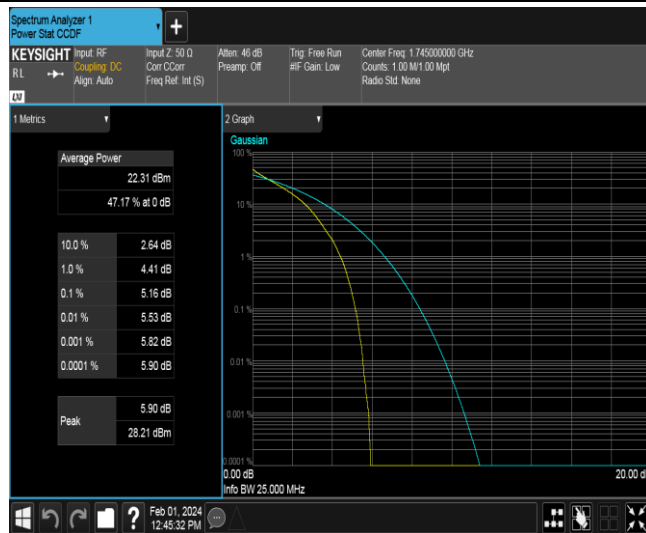 Spectrum Analyzer 1
Power Stat CCDF
KEYSIGHT
RL
Input: RF
Coupling: DC
Align: Auto
Input Z: 50 Ω
Corr CCorr
Freq Ref: Int (S)
Atten: 46 dB
Preamp: Off
Trig: Free Run
#IF Gain: Low
Center Freq: 1.745000000 GHz
Counts: 1.00 M/1.00 Mpt
Radio Std: None
1 Metrics
Average Power
22.31 dBm
47.17 % at 0 dB
10.0 % 2.64 dB
1.0 % 4.41 dB
0.1 % 5.16 dB
0.01 % 5.53 dB
0.001 % 5.82 dB
0.0001 % 5.90 dB
Peak
5.90 dB
28.21 dBm
2 Graph
Gaussian
100 %
10 %
1 %
0.1 %
0.01 %
0.001 %
0.0001 %
0.00 dB
20.00 d
Info BW 25.000 MHz
?
Feb 01, 2024
12:45:32 PM